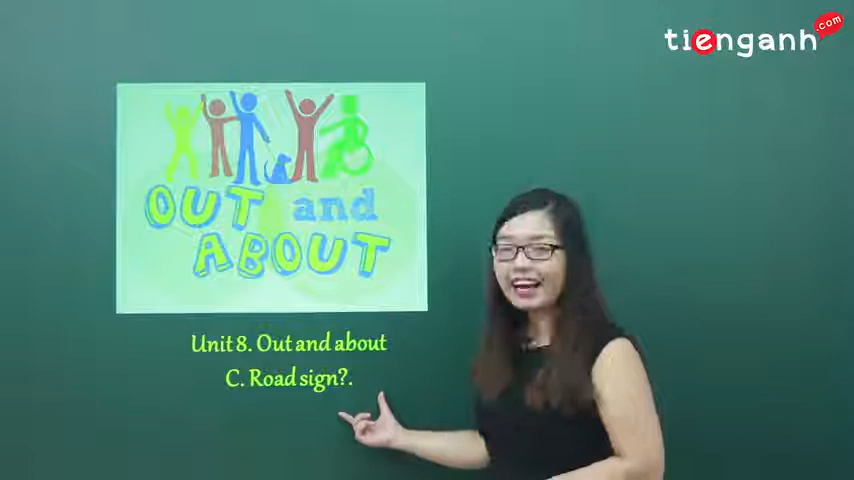 tienganh
.com
OUT and
ABOUT
Unit 8. Out and about
C. Road sign?.